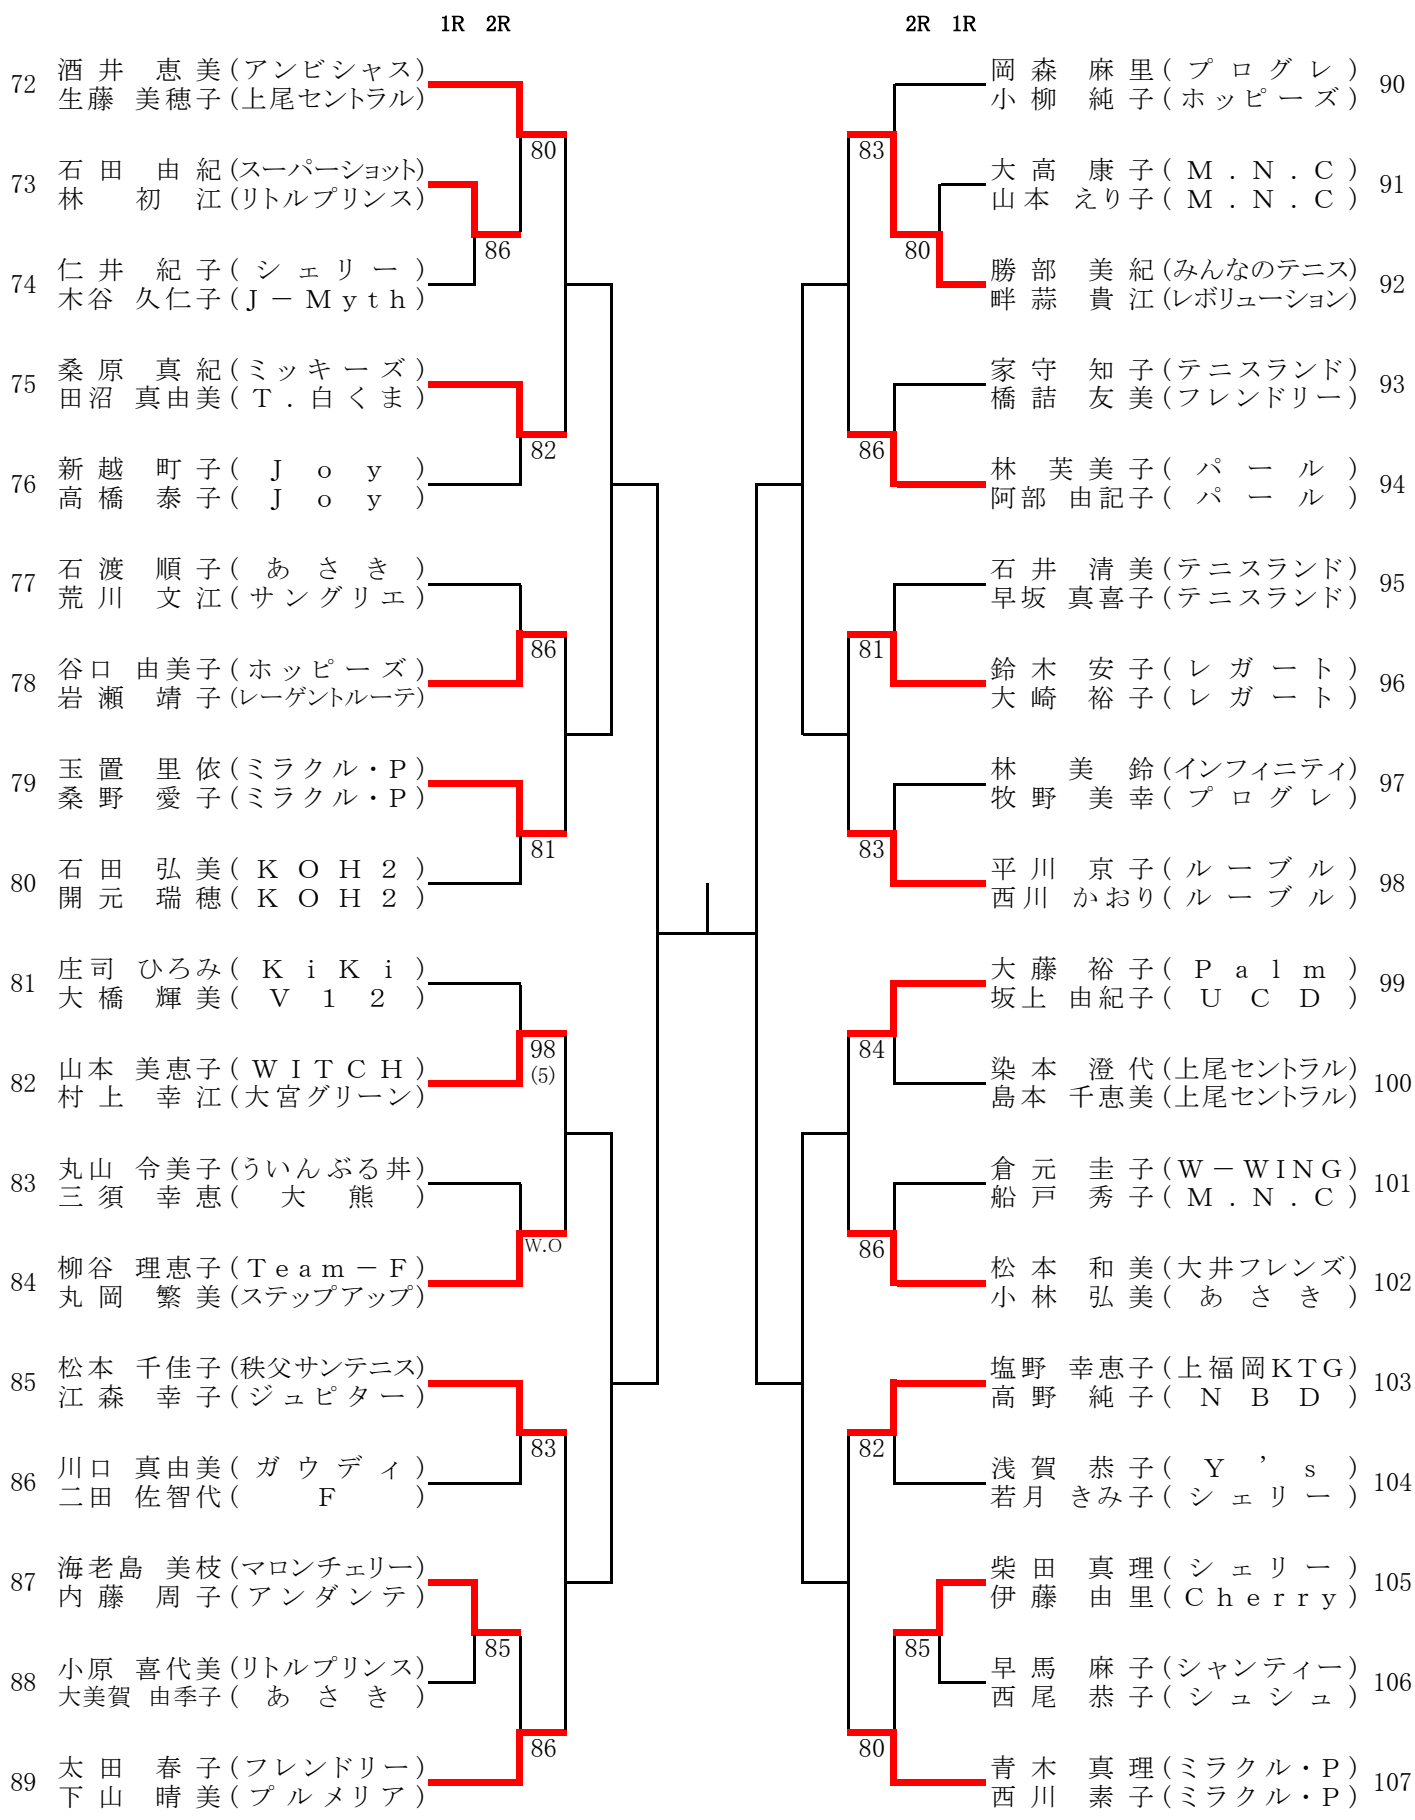 1R 2R
72 酒井 恵美(アンビシャス)
生藤 美穂子(上尾セントラル)
80
73 石田 由紀(スーパーショット)
林 初江(リトルプリンス)
86
74 仁井 紀子(シェリー)
木谷 久仁子(J-Myth)
75 桑原 真紀(ミッキーズ)
田沼 真由美(T.白くま)
82
76 新越 町子(Joy)
高橋 泰子(Joy)
77 石渡 順子(あさき)
荒川 文江(サングリエ)
86
78 谷口 由美子(ホッピーズ)
岩瀬 靖子(レーゲントルーテ)
79 玉置 里依(ミラクル・P)
桑野 愛子(ミラクル・P)
81
80 石田 弘美(KOH2)
開元 瑞穂(KOH2)
81 庄司 ひろみ(KiKi)
大橋 輝美(V12)
98
(5)
82 山本 美恵子(WITCH)
村上 幸江(大宮グリーン)
83 丸山 令美子(ういんぶる丼)
三須 幸恵(大熊)
W.O
84 柳谷 理恵子(Team-F)
丸岡 繁美(ステップアップ)
85 松本 千佳子(秩父サンテニス)
江森 幸子(ジュピター)
83
86 川口 真由美(ガウディ)
二田 佐智代(F)
87 海老島 美枝(マロンチェリー)
内藤 周子(アンダンテ)
85
88 小原 喜代美(リトルプリンス)
大美賀 由季子(あさき)
86
89 太田 春子(フレンドリー)
下山 晴美(プルメリア)
2R 1R
岡森 麻里(プログレ) 90
小柳 純子(ホッピーズ)
83
大高 康子(M.N.C) 91
山本 えり子(M.N.C)
80
勝部 美紀(みんなのテニス) 92
畔蒜 貴江(レボリューション)
家守 知子(テニスランド) 93
橋詰 友美(フレンドリー)
86
林 芙美子(パール) 94
阿部 由記子(パール)
石井 清美(テニスランド) 95
早坂 真喜子(テニスランド)
81
鈴木 安子(レガート) 96
大崎 裕子(レガート)
林 美鈴(インフィニティ) 97
牧野 美幸(プログレ)
83
平川 京子(ルーブル) 98
西川 かおり(ルーブル)
大藤 裕子(Palm) 99
坂上 由紀子(UCD)
84
染本 澄代(上尾セントラル) 100
島本 千恵美(上尾セントラル)
倉元 圭子(W-WING) 101
船戸 秀子(M.N.C)
86
松本 和美(大井フレンズ) 102
小林 弘美(あさき)
塩野 幸恵子(上福岡KTG) 103
高野 純子(NBD)
82
浅賀 恭子(Y's) 104
若月 きみ子(シェリー)
柴田 真理(シェリー) 105
伊藤 由里(Cherry)
85
早馬 麻子(シャンティー) 106
西尾 恭子(シュシュ)
80
青木 真理(ミラクル・P) 107
西川 素子(ミラクル・P)